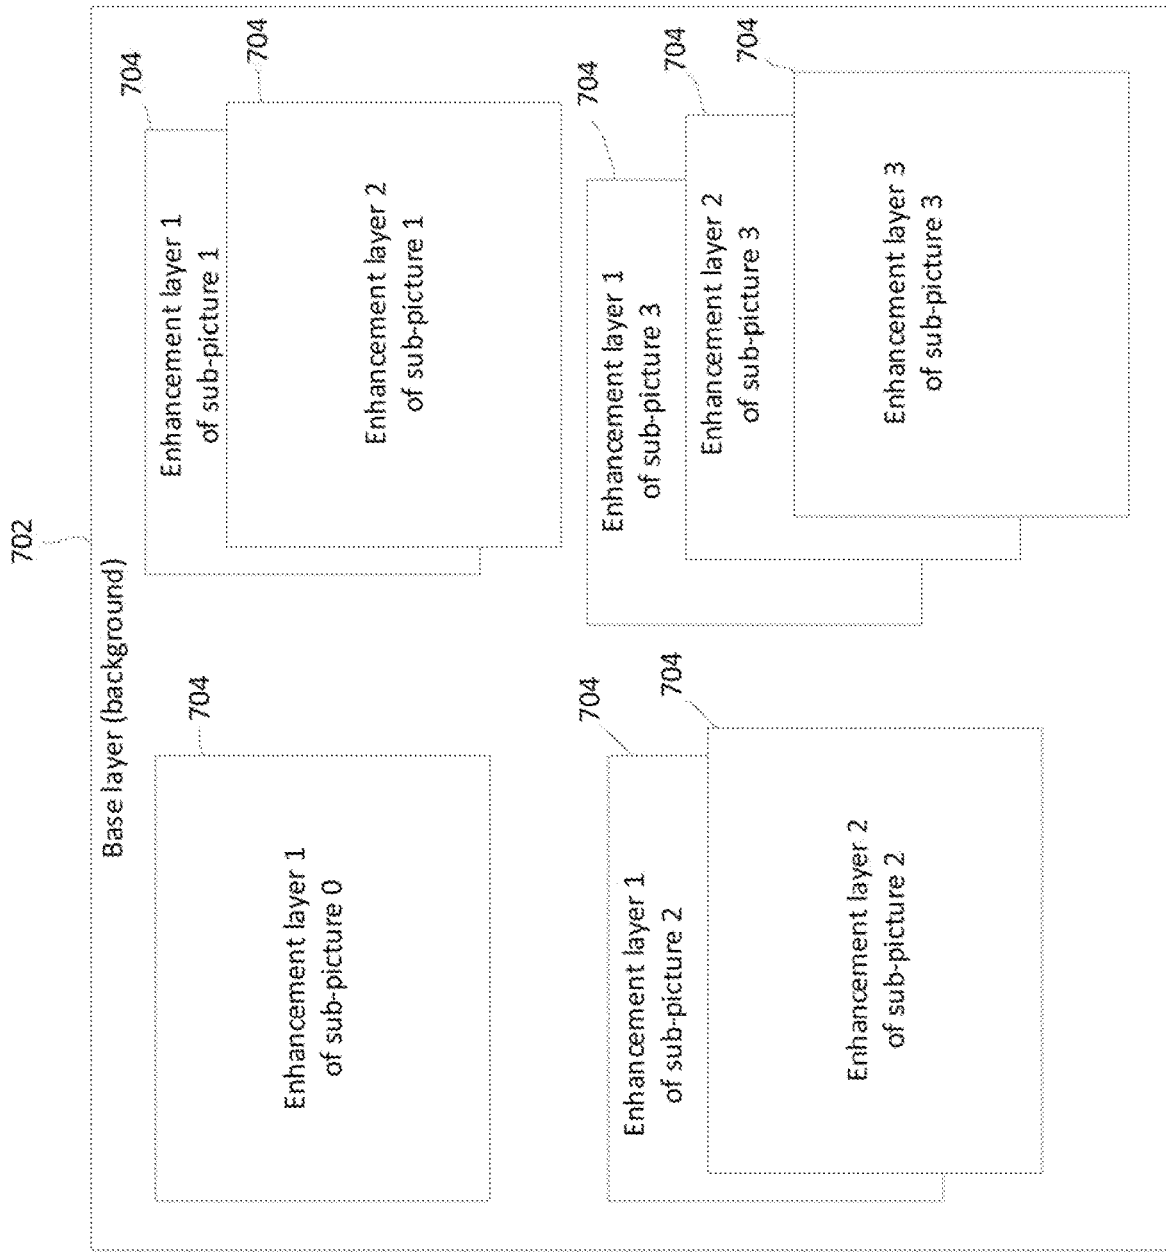 702
Base layer (background)
704
Enhancement layer 1
of sub-picture 0
704
Enhancement layer 1
of sub-picture 1
704
Enhancement layer 2
of sub-picture 1
704
Enhancement layer 1
of sub-picture 2
704
Enhancement layer 2
of sub-picture 2
704
Enhancement layer 1
of sub-picture 3
704
Enhancement layer 2
of sub-picture 3
704
Enhancement layer 3
of sub-picture 3